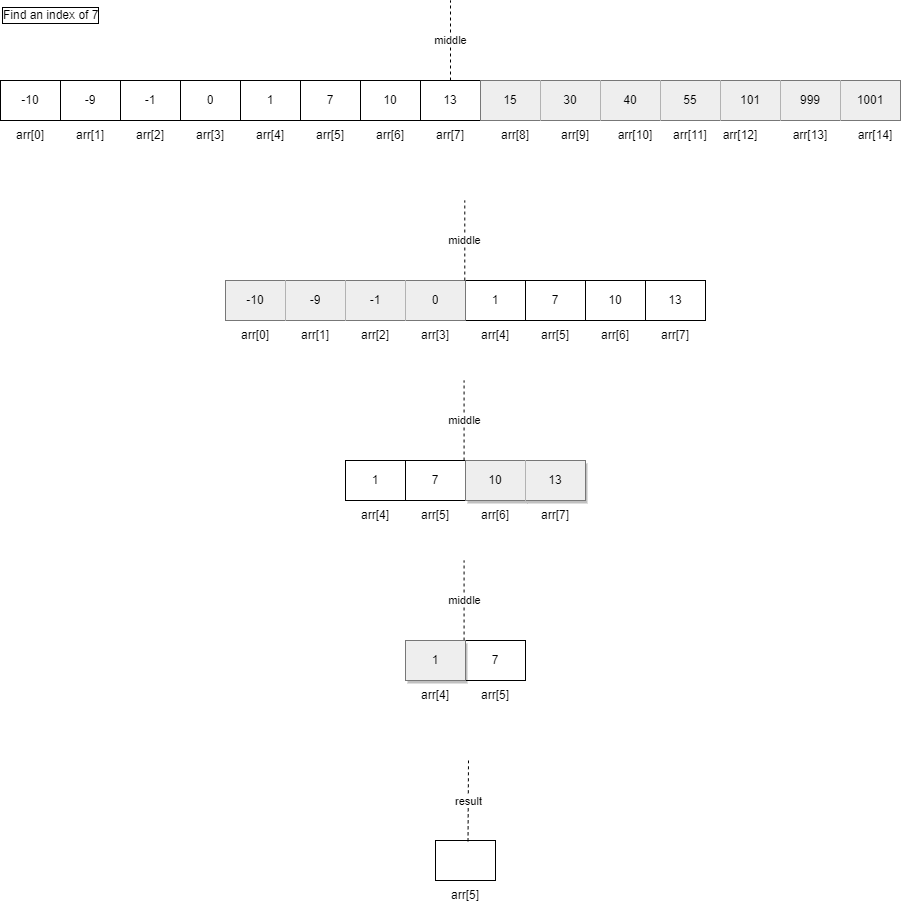 Find an index of 7
middle
-10 -9 -1 0 1 7 10 13 15 30 40 55 101 999 1001
arr[0] arr[1] arr[2] arr[3] arr[4] arr[5] arr[6] arr[7] arr[8] arr[9] arr[10] arr[11] arr[12] arr[13] arr[14]
middle
-10 -9 -1 0 1 7 10 13
arr[0] arr[1] arr[2] arr[3] arr[4] arr[5] arr[6] arr[7]
middle
1 7 10 13
arr[4] arr[5] arr[6] arr[7]
middle
1 7
arr[4] arr[5]
result
arr[5]